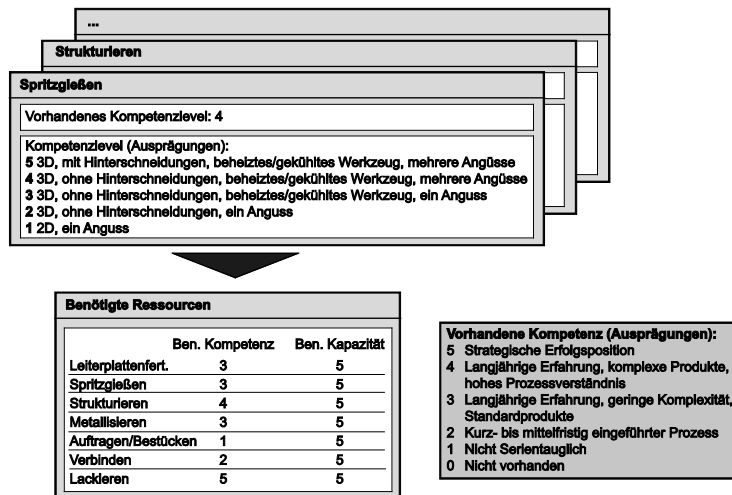 ...
Strukturieren
Spritzgießen
Vorhandenes Kompetenzlevel: 4
Kompetenzlevel (Ausprägungen):
5 3D, mit Hinterschneidungen, beheiztes/gekühltes Werkzeug, mehrere Angüsse
4 3D, ohne Hinterschneidungen, beheiztes/gekühltes Werkzeug, mehrere Angüsse
3 3D, ohne Hinterschneidungen, beheiztes/gekühltes Werkzeug, ein Anguss
2 3D, ohne Hinterschneidungen, ein Anguss
1 2D, ein Anguss
Benötigte Ressourcen
Ben. Kompetenz Ben. Kapazität
Leiterplattenfert. 3 5
Spritzgießen 3 5
Strukturieren 4 5
Metallisieren 3 5
Auftragen/Bestücken 1 5
Verbinden 2 5
Lackieren 5 5
Vorhandene Kompetenz (Ausprägungen):
5 Strategische Erfolgsposition
4 Langjährige Erfahrung, komplexe Produkte,
hohes Prozessverständnis
3 Langjährige Erfahrung, geringe Komplexität,
Standardprodukte
2 Kurz- bis mittelfristig eingeführter Prozess
1 Nicht Serientauglich
0 Nicht vorhanden